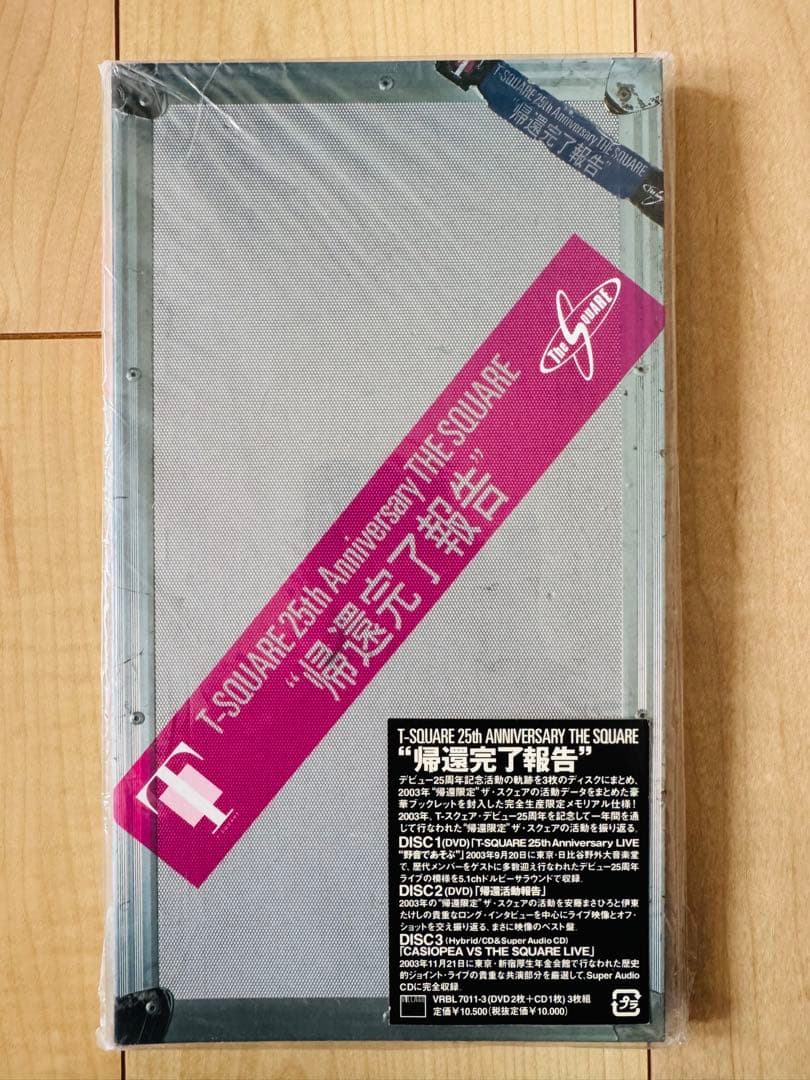 T-SQUARE 25th Anniversary THE SQUARE
"帰還完了報告"
The SQUARE
T-SQUARE 25th Anniversary THE SQUARE
“帰還完了報告”
T
T-SQUARE 25th ANNIVERSARY THE SQUARE
“帰還完了報告”
デビュー25周年記念活動の軌跡を3枚のディスクにまとめ、
2003年“帰還限定”ザ・スクェアの活動データをまとめた豪
華ブックレットを封入した完全生産限定メモリアル仕様!
2003年、T-スクェア・デビュー25周年を記念して一年間を通
じて行なわれた“帰還限定”ザ・スクェアの活動を振り返る。
DISC1(DVD)「T-SQUARE 25th Anniversary LIVE
“野音であそぶ”」2003年9月20日に東京・日比谷野外大音楽堂
で、歴代メンバーをゲストに多数迎え行なわれたデビュー25周年
ライブの模様を5.1chドルビーサラウンドで収録。
DISC2(DVD)「帰還活動報告」
2003年の“帰還限定”ザ・スクェアの活動を安藤まさひろと伊東
たけしの貴重なロング・インタビューを中心にライブ映像とオフ・
ショットを交え振り返る、まさに映像のベスト盤。
DISC3(Hybrid/CD&Super Audio CD)
「CASIOPEA VS THE SQUARE LIVE」
2003年11月21日に東京・新宿厚生年金会館で行なわれた歴史
的ジョイント・ライブの貴重な共演部分を厳選して、Super Audio
CDに完全収録。
VRBL 7011-3(DVD2枚+CD1枚)3枚組
定価¥10.500(税抜定価¥10.000)
プラ